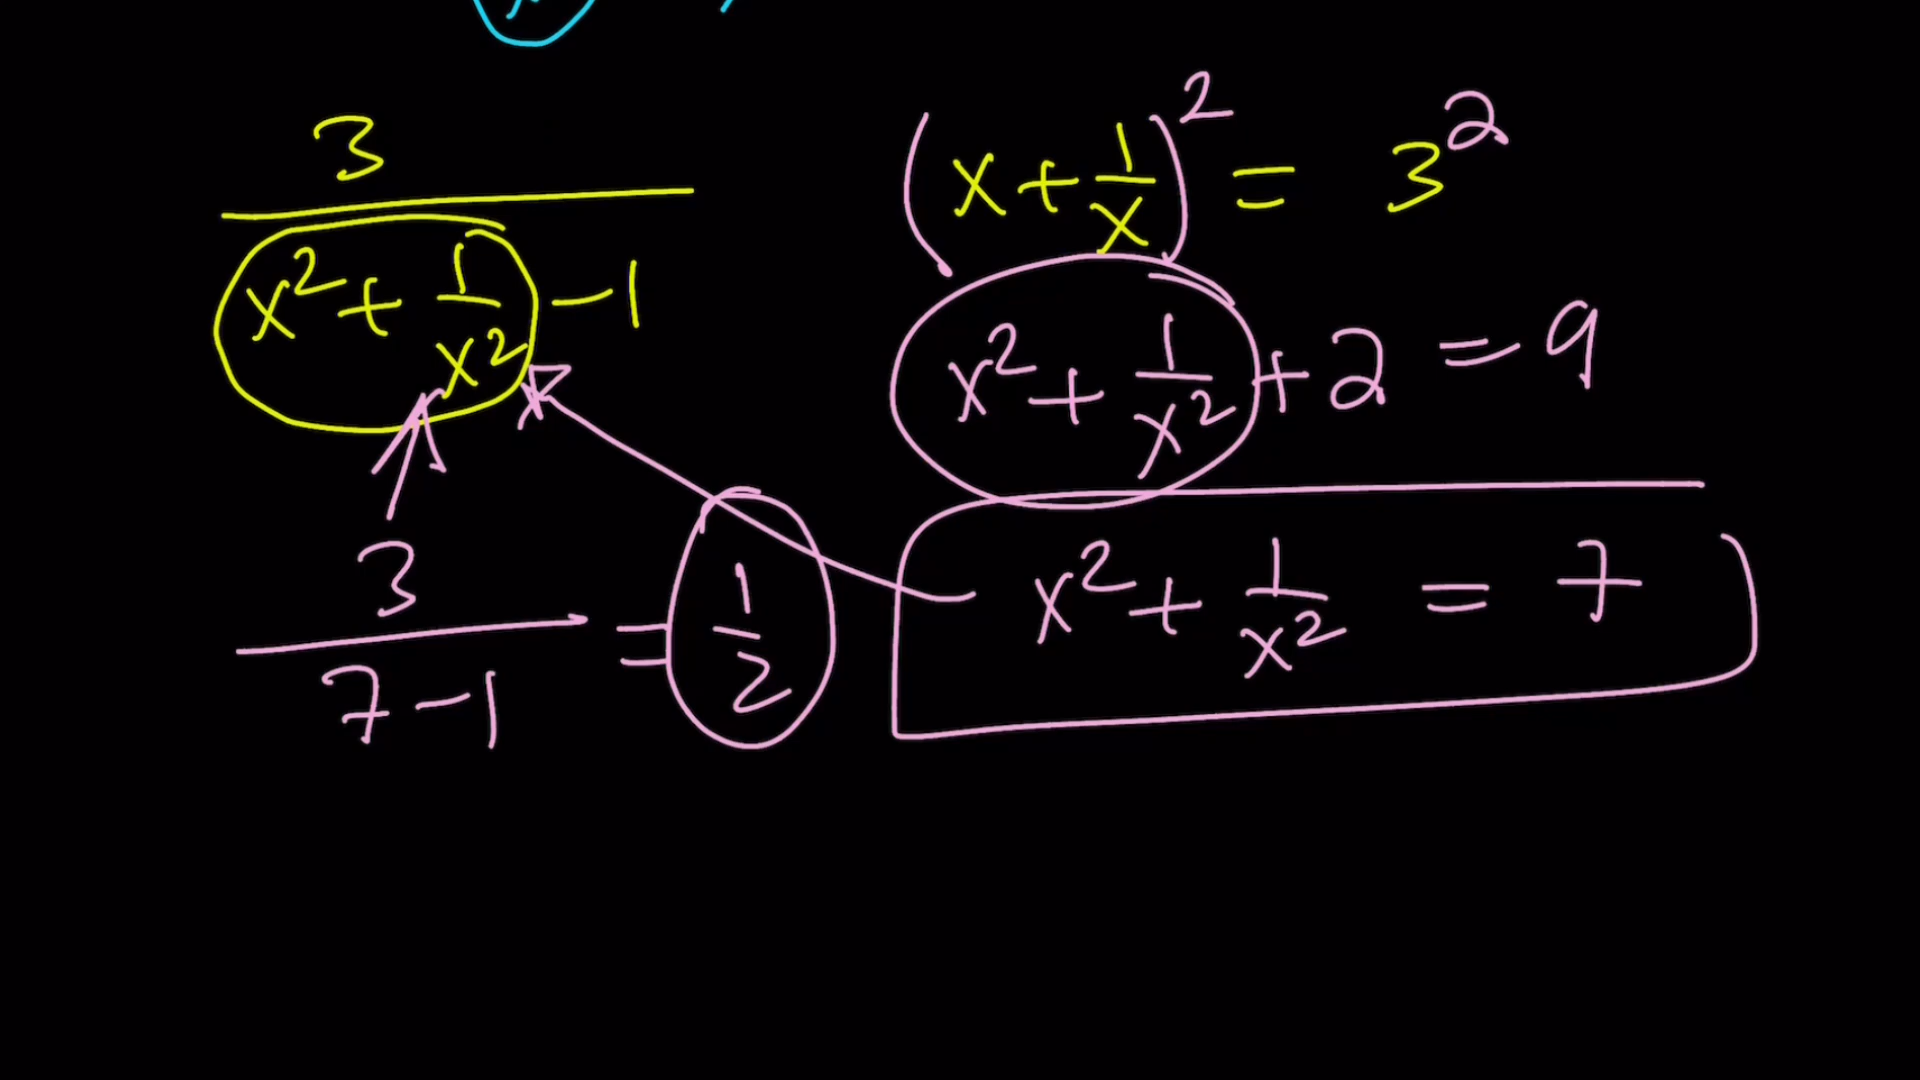 3
x² + 1/x² - 1
3
7 - 1
= 1/2
(x + 1/x)² = 3²
x² + 1/x² + 2 = 9
x² + 1/x² = 7